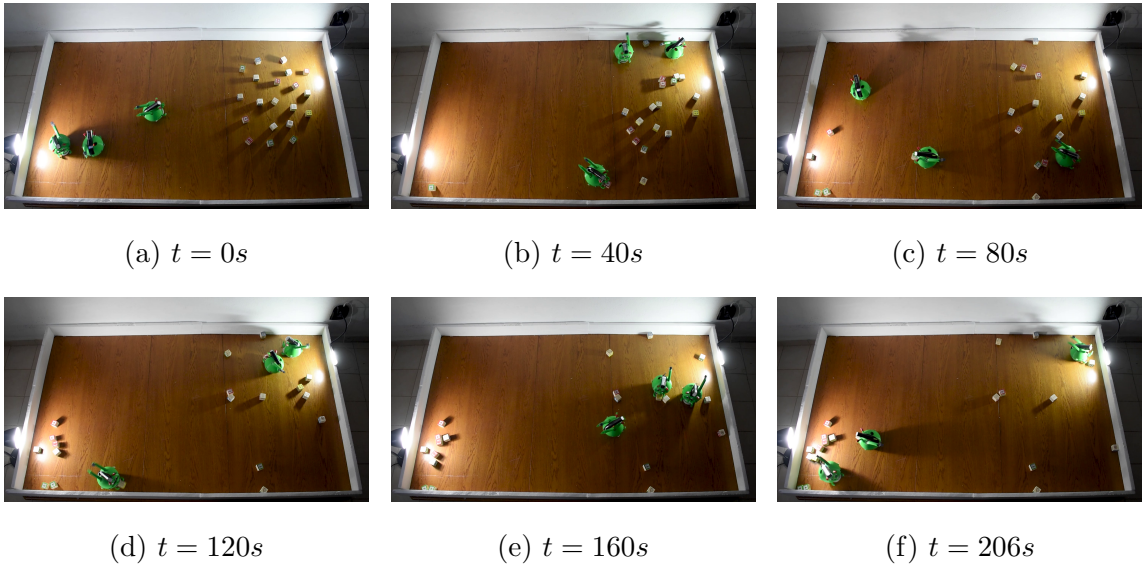 (a) t = 0s
(b) t = 40s
(c) t = 80s
(d) t = 120s
(e) t = 160s
(f) t = 206s